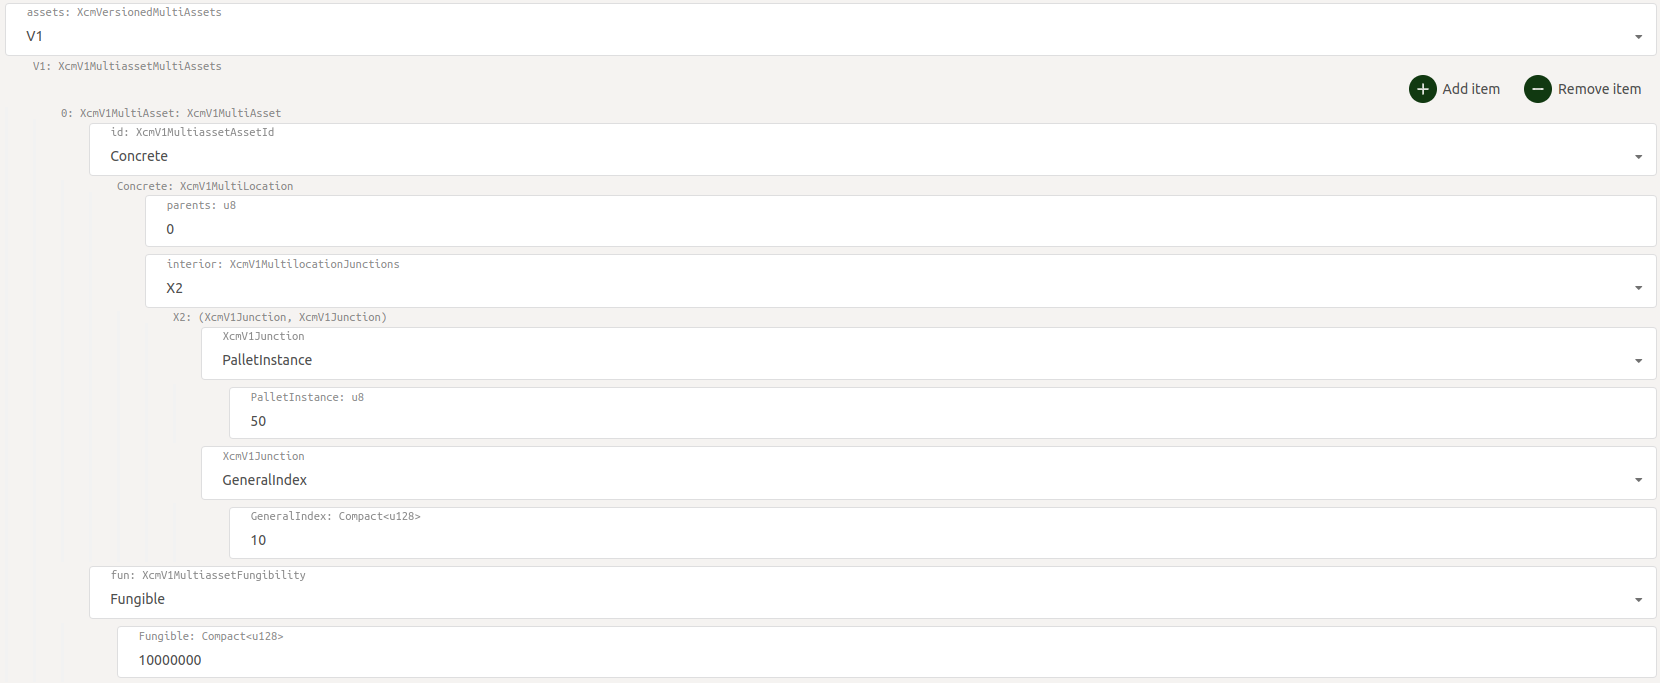 assets: XcmVersionedMultiAssets
V1
V1: XcmV1MultiassetMultiAssets
Add item Remove item
0: XcmV1MultiAsset: XcmV1MultiAsset
id: XcmV1MultiassetAssetId
Concrete
Concrete: XcmV1MultiLocation
parents: u8
0
interior: XcmV1MultilocationJunctions
X2
X2: (XcmV1Junction, XcmV1Junction)
XcmV1Junction
PalletInstance
PalletInstance: u8
50
XcmV1Junction
GeneralIndex
GeneralIndex: Compact<u128>
10
fun: XcmV1MultiassetFungibility
Fungible
Fungible: Compact<u128>
10000000